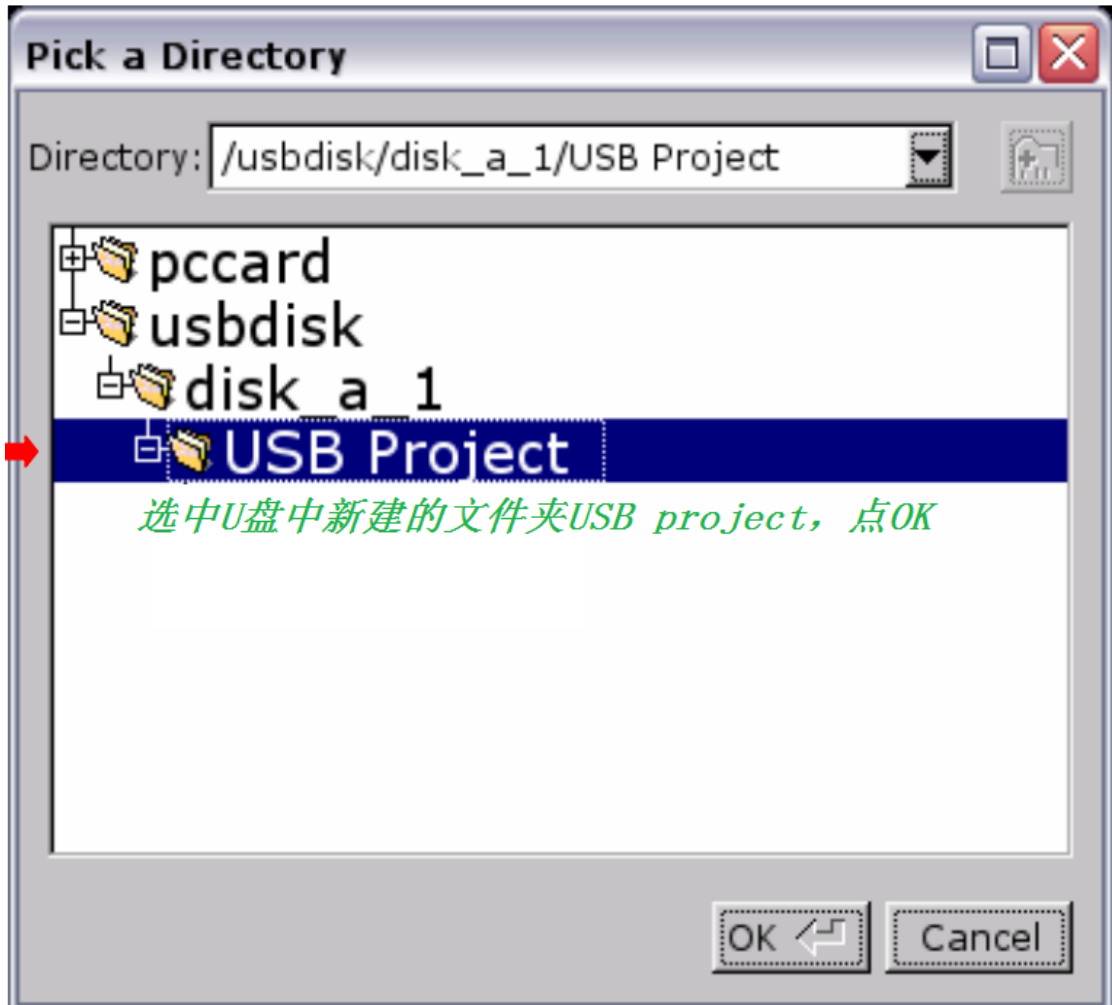 Pick a Directory
Directory: /usbdisk/disk_a_1/USB Project
pccard
usbdisk
disk_a_1
USB Project
选中U盘中新建的文件夹USB project，点OK
OK Cancel